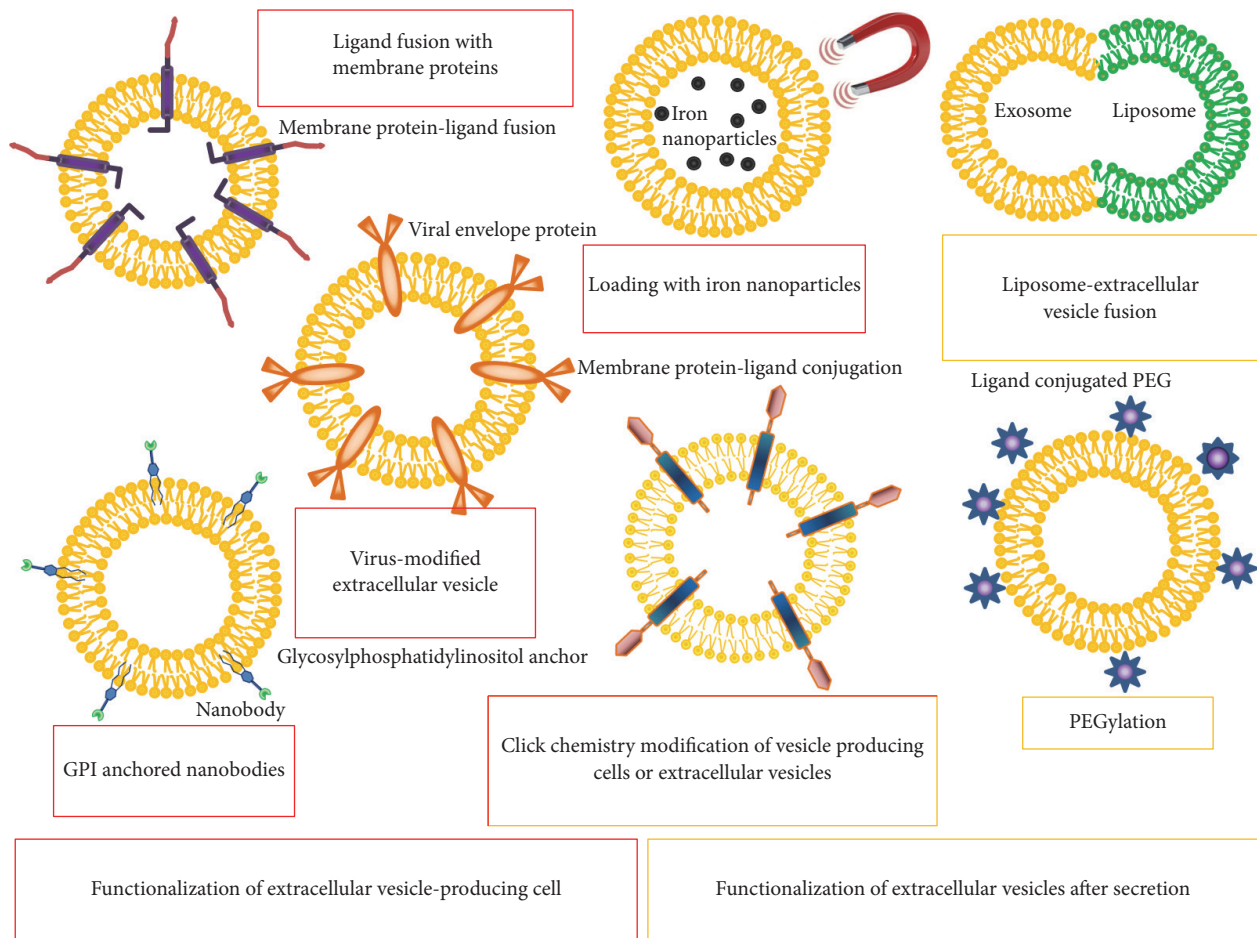 Ligand fusion with
membrane proteins
Membrane protein-ligand fusion
Iron
nanoparticles
Exosome
Liposome
Viral envelope protein
Loading with iron nanoparticles
Liposome-extracellular
vesicle fusion
Membrane protein-ligand conjugation
Ligand conjugated PEG
Virus-modified
extracellular vesicle
Glycosylphosphatidylinositol anchor
Nanobody
GPI anchored nanobodies
Click chemistry modification of vesicle producing
cells or extracellular vesicles
PEGylation
Functionalization of extracellular vesicle-producing cell
Functionalization of extracellular vesicles after secretion